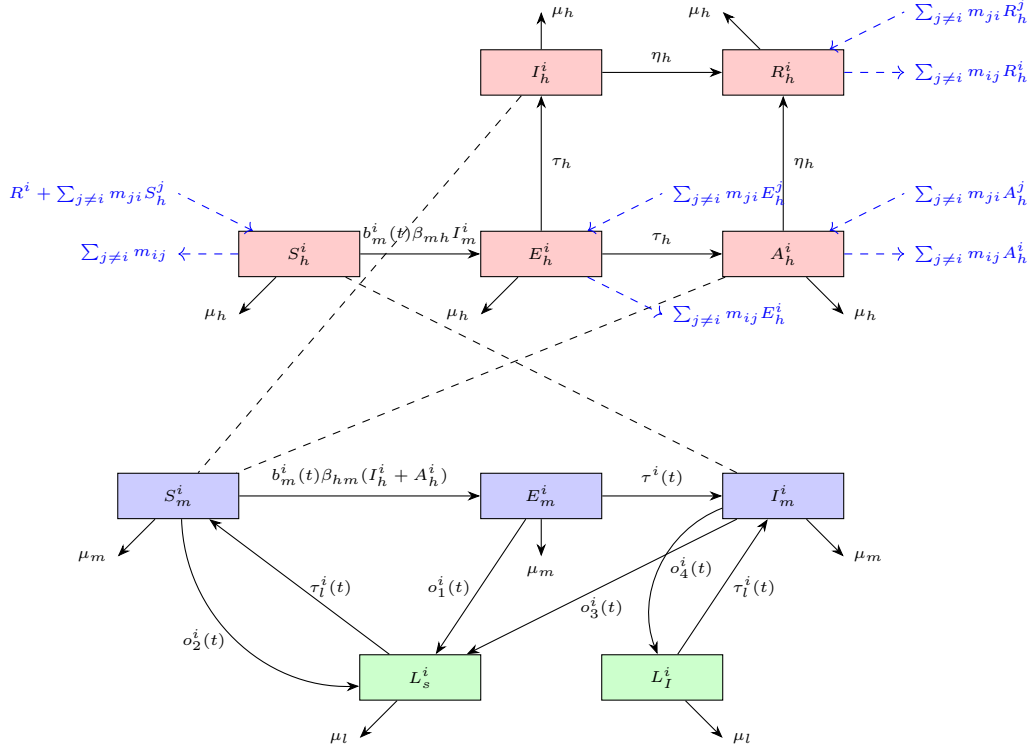 μ_h
μ_h
∑_{j≠i} m_{ji} R_h^j
I_h^i
η_h
R_h^i
∑_{j≠i} m_{ij} R_h^i
τ_h
η_h
R^i + ∑_{j≠i} m_{ji} S_h^j
∑_{j≠i} m_{ji} E_h^j
∑_{j≠i} m_{ji} A_h^j
∑_{j≠i} m_{ij}
S_h^i
b_m^i(t)β_{mh} I_m^i
E_h^i
τ_h
A_h^i
∑_{j≠i} m_{ij} A_h^i
μ_h
μ_h
∑_{j≠i} m_{ij} E_h^i
μ_h
S_m^i
b_m^i(t)β_{hm}(I_h^i + A_h^i)
E_m^i
τ^i(t)
I_m^i
μ_m
μ_m
μ_m
o_4^i(t)
τ_l^i(t)
o_1^i(t)
τ_l^i(t)
o_3^i(t)
o_2^i(t)
L_s^i
L_I^i
μ_l
μ_l